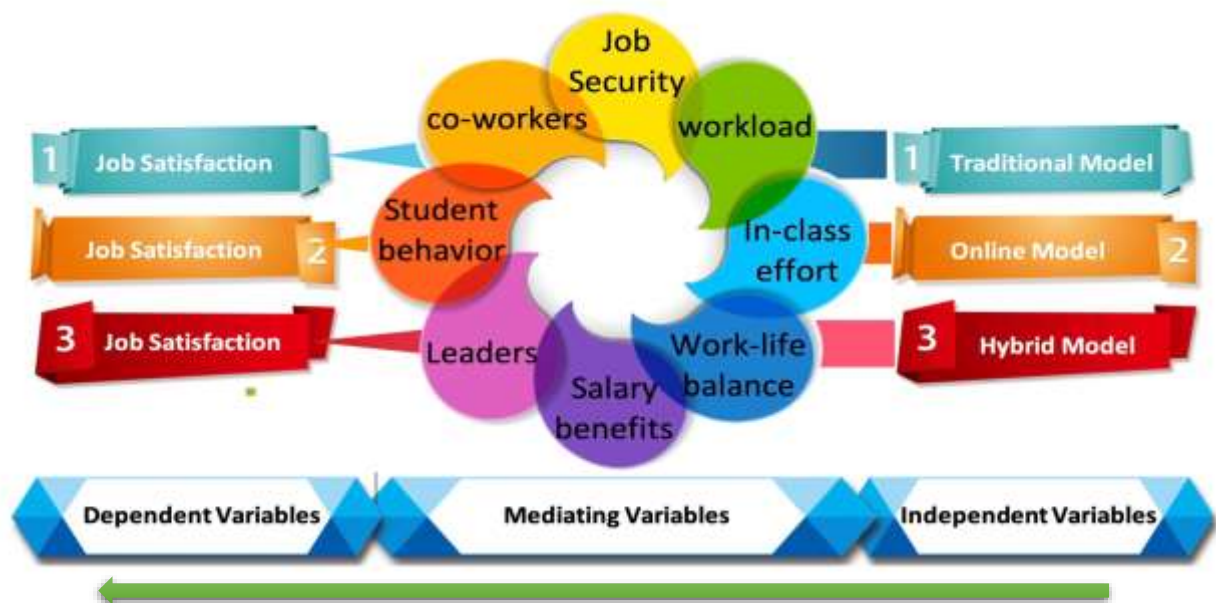 Job
Security
co-workers
workload
1 Job Satisfaction
1 Traditional Model
Student
behavior
In-class
effort
Job Satisfaction 2
Online Model 2
3 Job Satisfaction
3 Hybrid Model
Leaders
Work-life
balance
Salary
benefits
Dependent Variables
Mediating Variables
Independent Variables